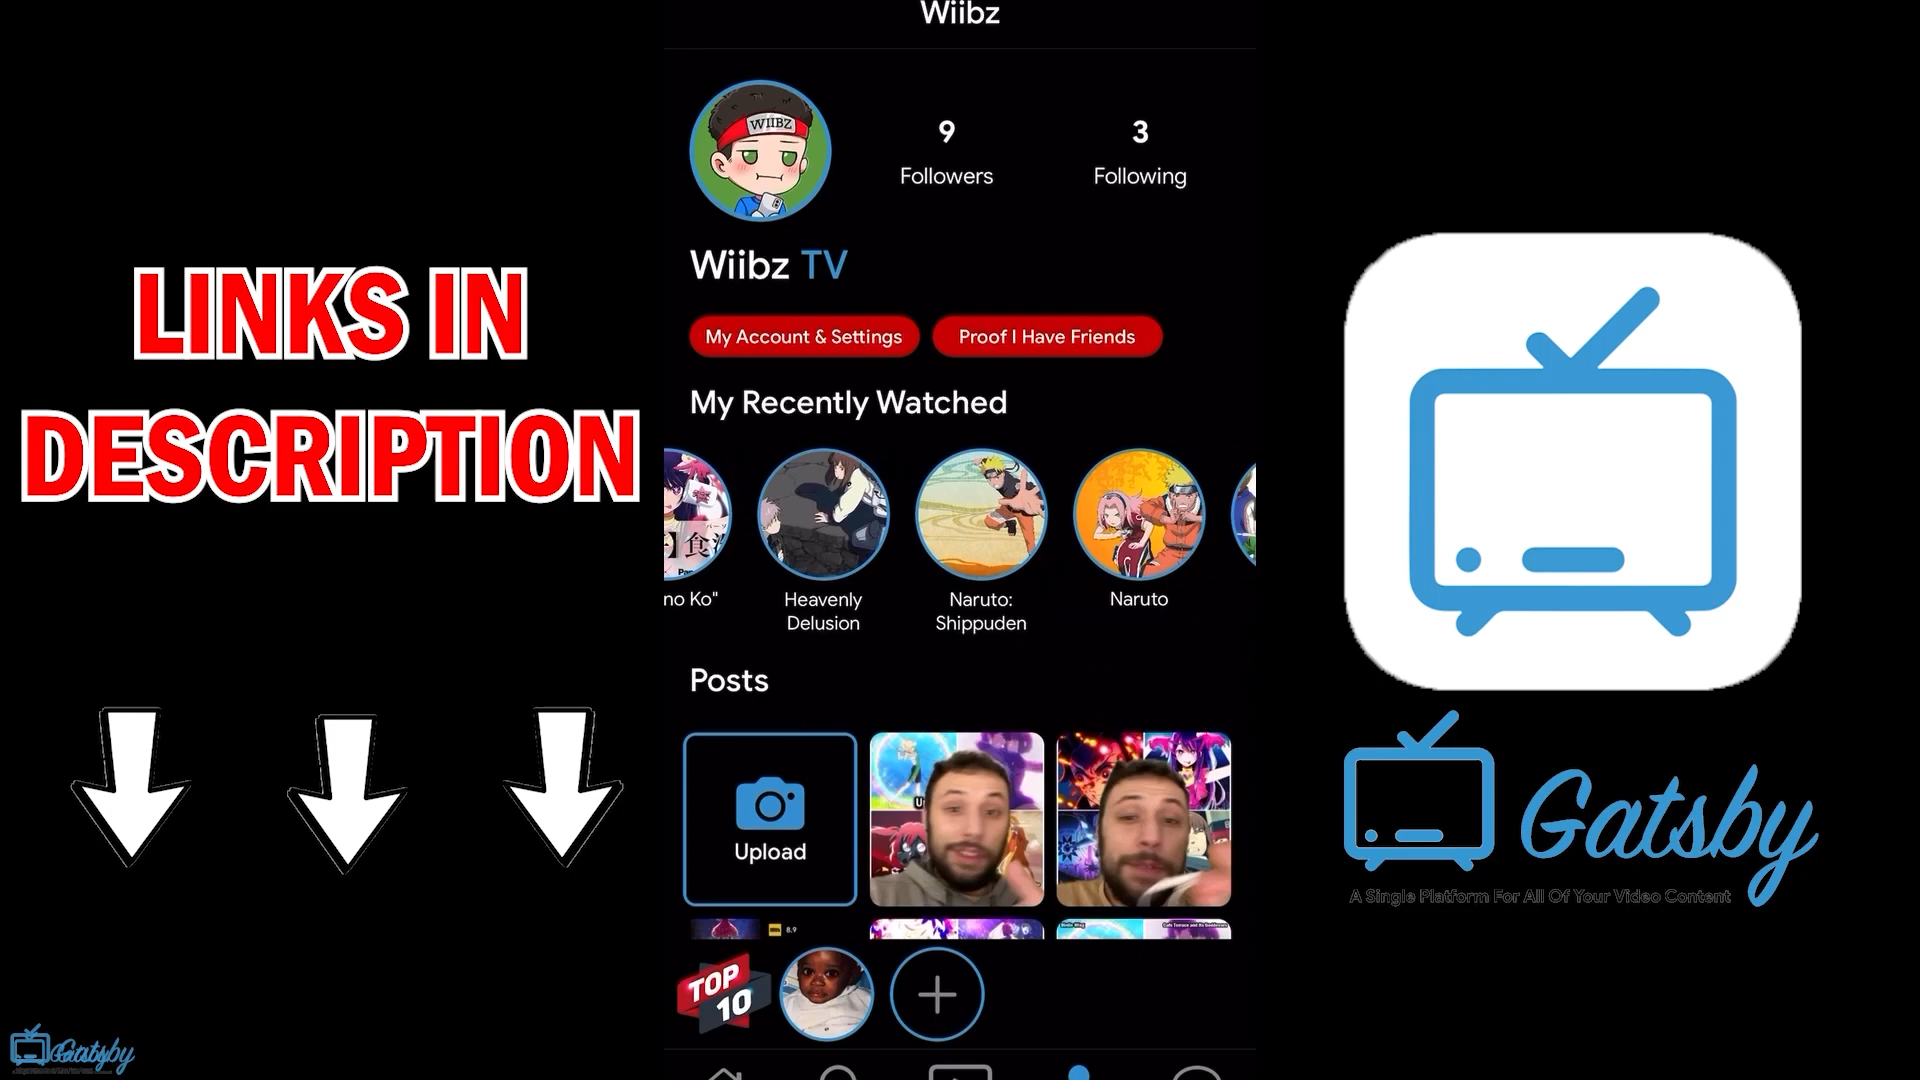 Wiibz
WIIBZ
9
Followers
3
Following
Wiibz TV
My Account & Settings
Proof I Have Friends
My Recently Watched
no Ko"
Heavenly
Delusion
Naruto:
Shippuden
Naruto
Posts
Upload
8.9
TOP
10
LINKS IN
DESCRIPTION
Gatsby
A Single Platform For All Of Your Video Content
Gatsby